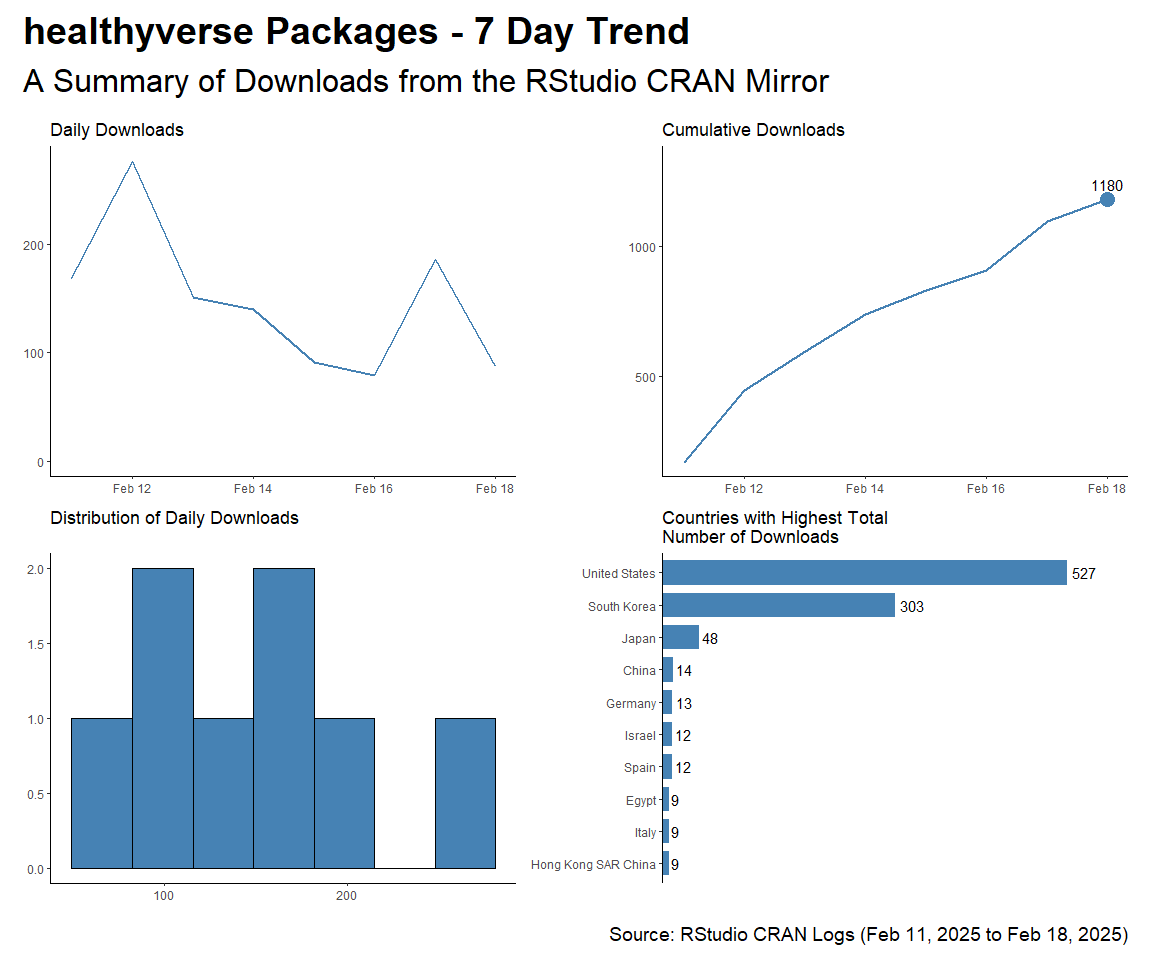 healthyverse Packages - 7 Day Trend
A Summary of Downloads from the RStudio CRAN Mirror
Daily Downloads
200
100
0
Feb 12 Feb 14 Feb 16 Feb 18
Cumulative Downloads
1180
1000
500
Feb 12 Feb 14 Feb 16 Feb 18
Distribution of Daily Downloads
2.0
1.5
1.0
0.5
0.0
100 200
Countries with Highest Total
Number of Downloads
United States 527
South Korea 303
Japan 48
China 14
Germany 13
Israel 12
Spain 12
Egypt 9
Italy 9
Hong Kong SAR China 9
Source: RStudio CRAN Logs (Feb 11, 2025 to Feb 18, 2025)